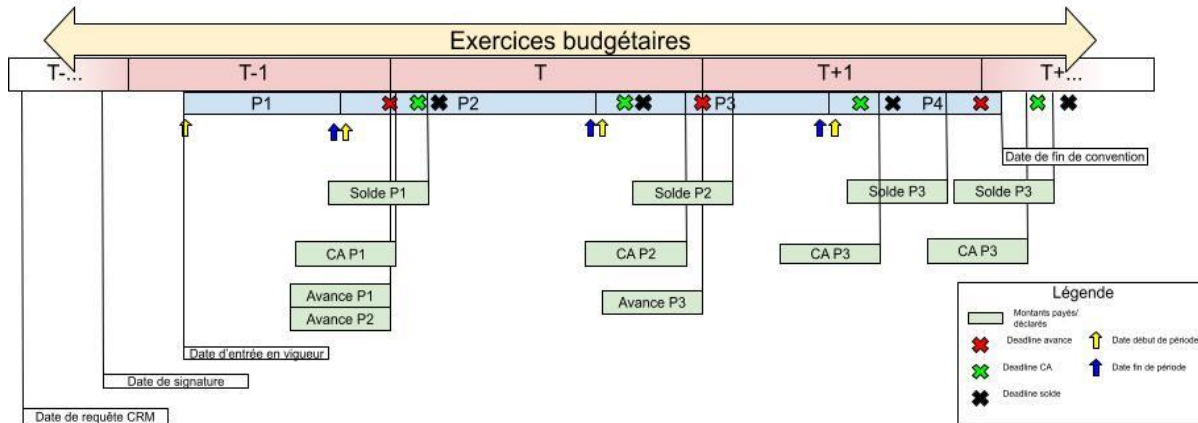 Exercices budgétaires
T-...
T-1
T
T+1
T+...
P1
P2
P3
P4
Date de fin de convention
Solde P1
Solde P2
Solde P3
Solde P3
CA P1
CA P2
CA P3
CA P3
Avance P1
Avance P3
Avance P2
Date d'entrée en vigueur
Date de signature
Date de requête CRM
Légende
Montants payés/
déclarés
Deadline avance
Date début de période
Deadline CA
Date fin de période
Deadline solde